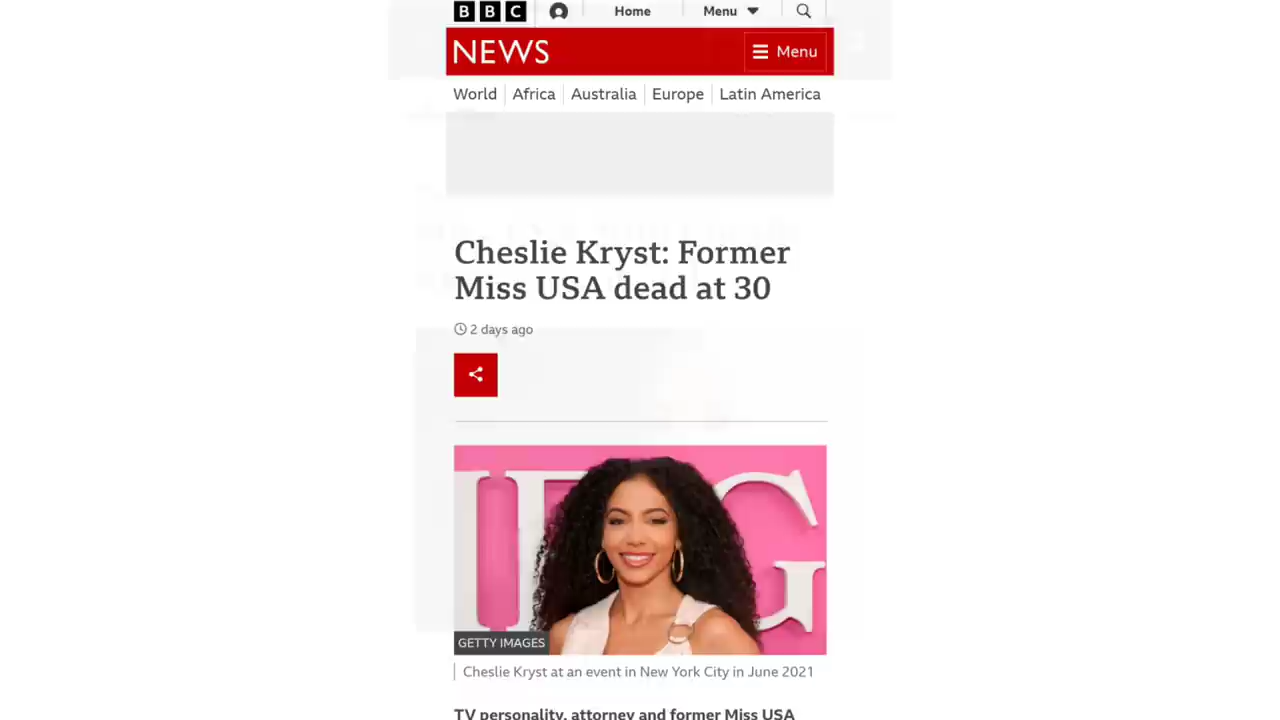 BBC Home Menu
NEWS Menu
World Africa Australia Europe Latin America
Cheslie Kryst: Former
Miss USA dead at 30
2 days ago
GETTY IMAGES
Cheslie Kryst at an event in New York City in June 2021
TV personality, attorney and former Miss USA